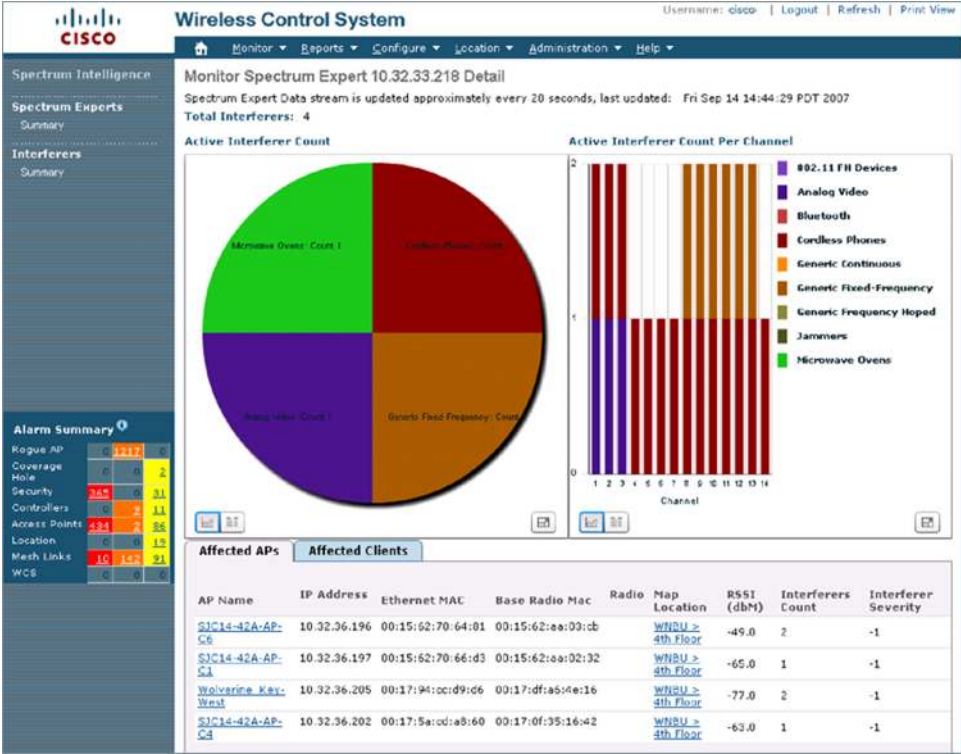 Username: cisco | Logout | Refresh | Print View
CISCO
Wireless Control System
Monitor Reports Configure Location Administration Help
Spectrum Intelligence
Spectrum Experts
Summary
Interferers
Summary
Monitor Spectrum Expert 10.32.33.218 Detail
Spectrum Expert Data stream is updated approximately every 20 seconds, last updated: Fri Sep 14 14:44:29 PDT 2007
Total Interferers: 4
Active Interferer Count
Microwave Ovens: Count 1
Cordless Phones: Count
Analog Video: Count 1
Generic Fixed-Frequency: Count
Active Interferer Count Per Channel
2
1
0
1 2 3 4 5 6 7 8 9 10 11 12 13 14
Channel
802.11 FH Devices
Analog Video
Bluetooth
Cordless Phones
Generic Continuous
Generic Fixed-Frequency
Generic Frequency Hoped
Jammers
Microwave Ovens
Alarm Summary
Rogue AP 0 1217 0
Coverage Hole 0 0 2
Security 365 0 31
Controllers 0 9 11
Access Points 434 2 86
Location 0 0 19
Mesh Links 10 142 91
WCS 0 0 0
Affected APs Affected Clients
AP Name IP Address Ethernet MAC Base Radio Mac Radio Map Location RSSI (dbM) Interferers Count Interferer Severity
SJC14-42A-AP-C6 10.32.36.196 00:15:62:70:64:81 00:15:62:aa:03:cb WNBU > 4th Floor -49.0 2 -1
SJC14-42A-AP-C1 10.32.36.197 00:15:62:70:66:d3 00:15:62:aa:02:32 WNBU > 4th Floor -65.0 1 -1
Wolverine_Key-West 10.32.36.205 00:17:94:cc:d9:d6 00:17:df:a6:4e:16 WNBU > 4th Floor -77.0 2 -1
SJC14-42A-AP-C4 10.32.36.202 00:17:5a:cd:a8:60 00:17:0f:35:16:42 WNBU > 4th Floor -63.0 1 -1